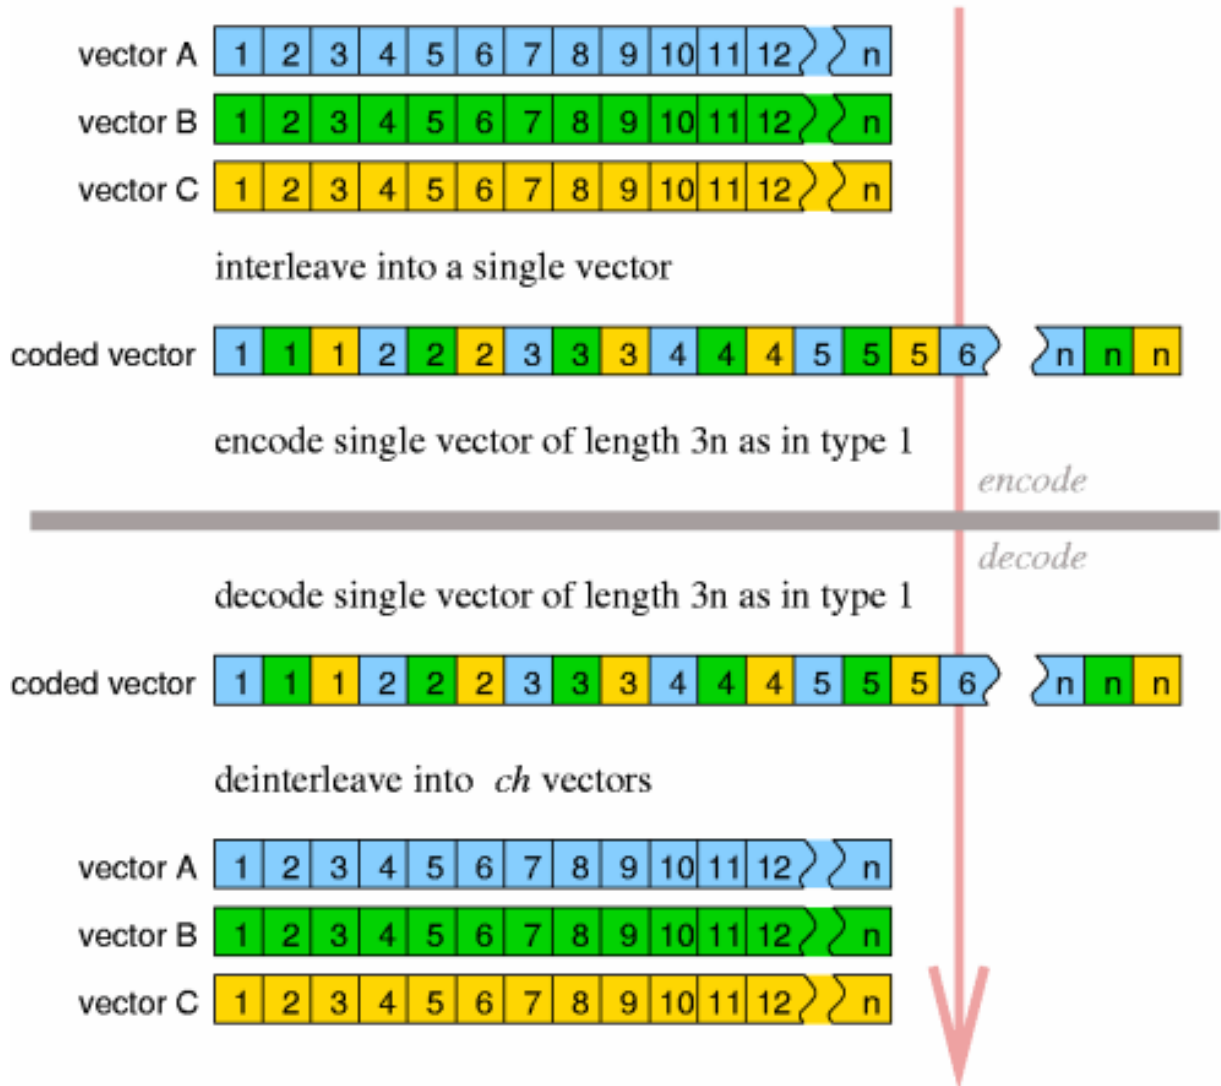 vector A 1 2 3 4 5 6 7 8 9 10 11 12 n
vector B 1 2 3 4 5 6 7 8 9 10 11 12 n
vector C 1 2 3 4 5 6 7 8 9 10 11 12 n
interleave into a single vector
coded vector 1 1 1 2 2 2 3 3 3 4 4 4 5 5 5 6 n n n
encode single vector of length 3n as in type 1
encode
decode
decode single vector of length 3n as in type 1
coded vector 1 1 1 2 2 2 3 3 3 4 4 4 5 5 5 6 n n n
deinterleave into ch vectors
vector A 1 2 3 4 5 6 7 8 9 10 11 12 n
vector B 1 2 3 4 5 6 7 8 9 10 11 12 n
vector C 1 2 3 4 5 6 7 8 9 10 11 12 n